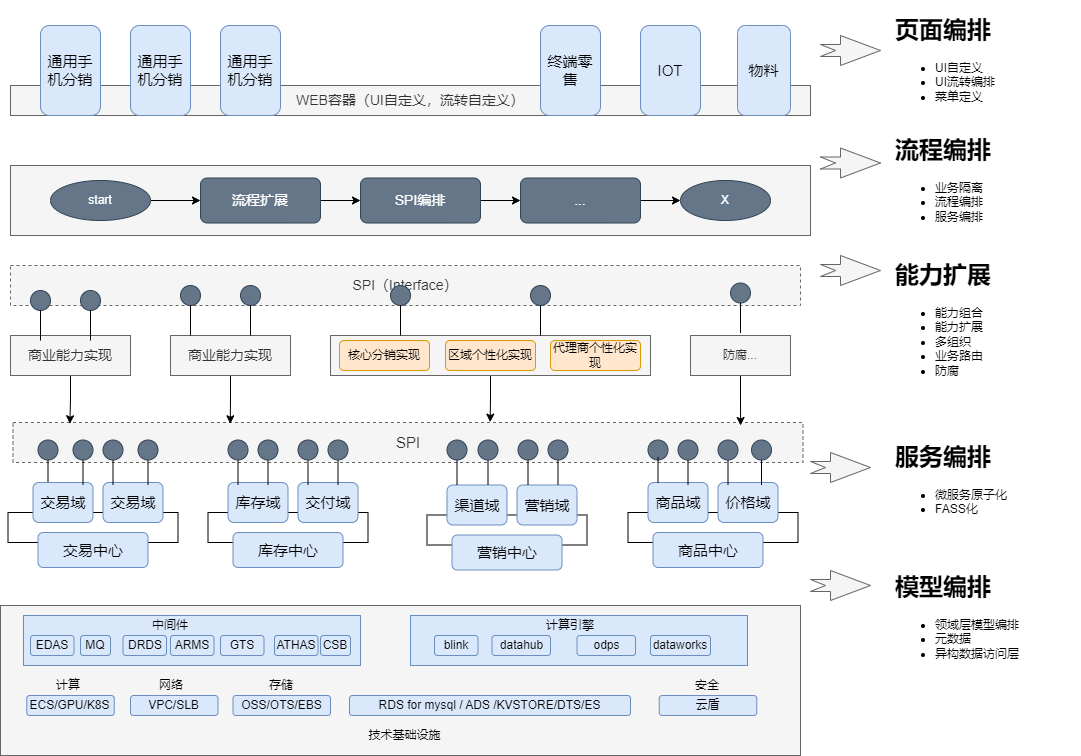 通用手
机分销
通用手
机分销
通用手
机分销
终端零
售
IOT
物料
WEB容器（UI自定义，流转自定义）
页面编排
UI自定义
UI流转编排
菜单定义
start
流程扩展
SPI编排
...
X
流程编排
业务隔离
流程编排
服务编排
SPI（Interface）
商业能力实现
商业能力实现
核心分销实现
区域个性化实现
代理商个性化实
现
防腐...
能力扩展
能力组合
能力扩展
多组织
业务路由
防腐
SPI
交易域
交易域
交易中心
库存域
交付域
库存中心
渠道域
营销域
营销中心
商品域
价格域
商品中心
服务编排
微服务原子化
FASS化
模型编排
领域层模型编排
元数据
异构数据访问层
中间件
EDAS
MQ
DRDS
ARMS
GTS
ATHAS
CSB
计算引擎
blink
datahub
odps
dataworks
计算
ECS/GPU/K8S
网络
VPC/SLB
存储
OSS/OTS/EBS
RDS for mysql / ADS /KVSTORE/DTS/ES
安全
云盾
技术基础设施